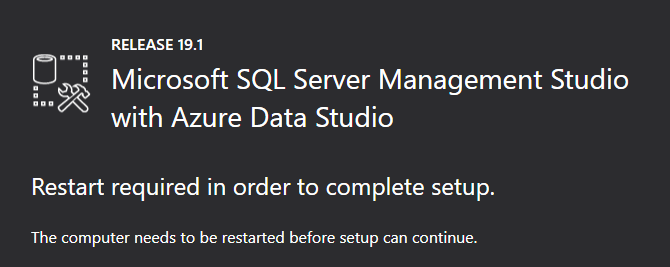 RELEASE 19.1
Microsoft SQL Server Management Studio
with Azure Data Studio
Restart required in order to complete setup.
The computer needs to be restarted before setup can continue.